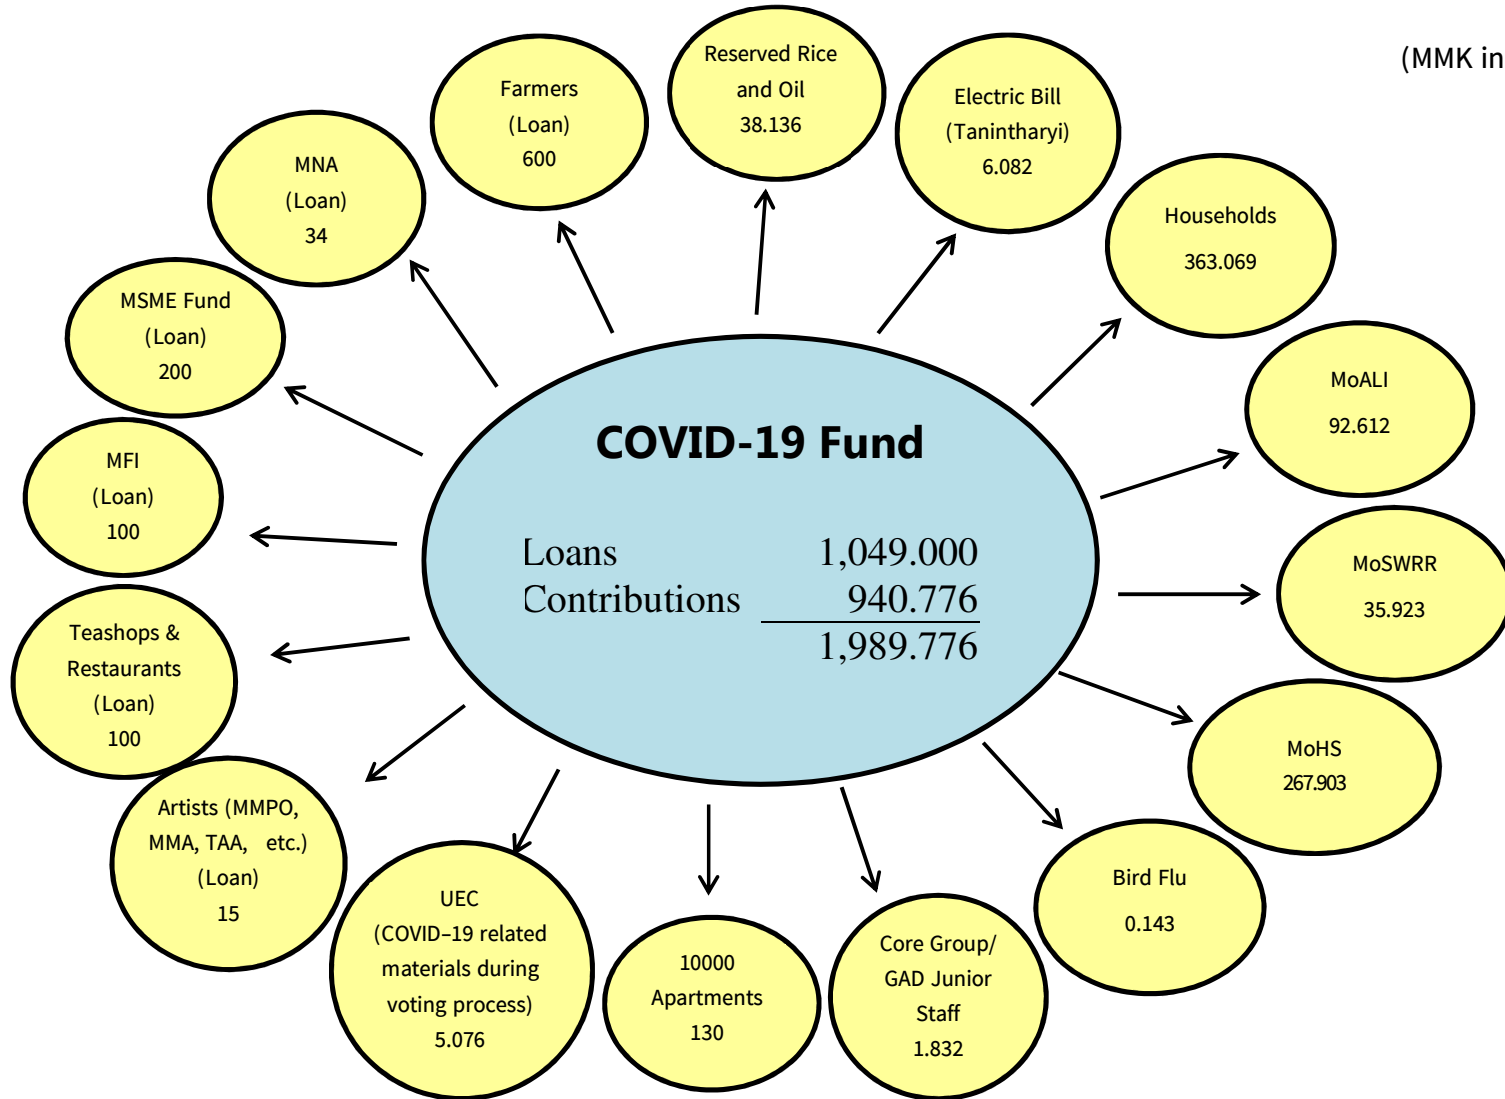 (MMK in
Reserved Rice
and Oil
38.136
Electric Bill
(Tanintharyi)
6.082
Households
363.069
MoALI
92.612
MoSWRR
35.923
MoHS
267.903
Bird Flu
0.143
Core Group/
GAD Junior
Staff
1.832
10000
Apartments
130
UEC
(COVID-19 related
materials during
voting process)
5.076
Artists (MMPO,
MMA, TAA, etc.)
(Loan)
15
Teashops &
Restaurants
(Loan)
100
MFI
(Loan)
100
MSME Fund
(Loan)
200
MNA
(Loan)
34
Farmers
(Loan)
600
COVID-19 Fund
Loans 1,049.000
Contributions 940.776
1,989.776